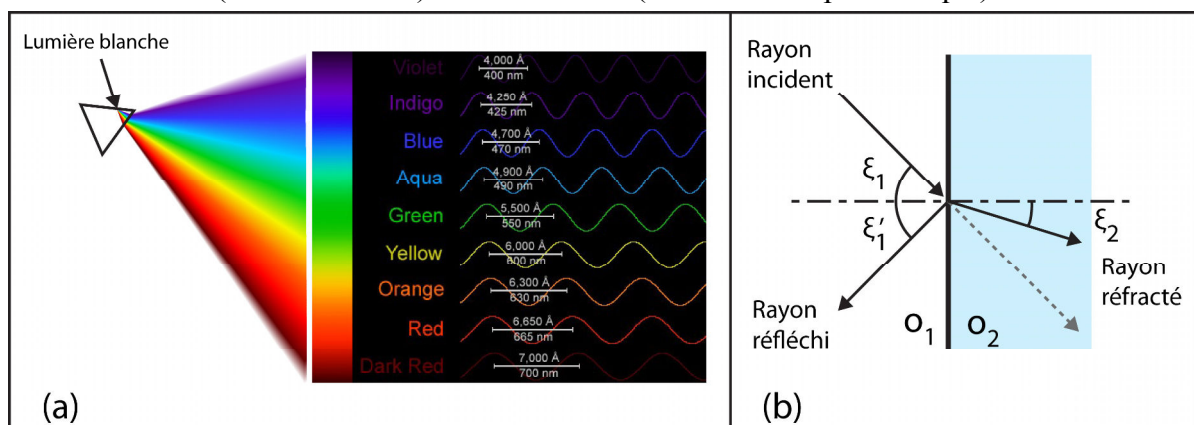 Lumière blanche
Violet
4,000 Å
400 nm
Indigo
4,250 Å
425 nm
Blue
4,700 Å
470 nm
Aqua
4,900 Å
490 nm
Green
5,500 Å
550 nm
Yellow
6,000 Å
600 nm
Orange
6,300 Å
630 nm
Red
6,650 Å
665 nm
Dark Red
7,000 Å
700 nm
(a)
Rayon
incident
ξ1
ξ'1
ξ2
Rayon
réfracté
Rayon
réfléchi
O1
O2
(b)